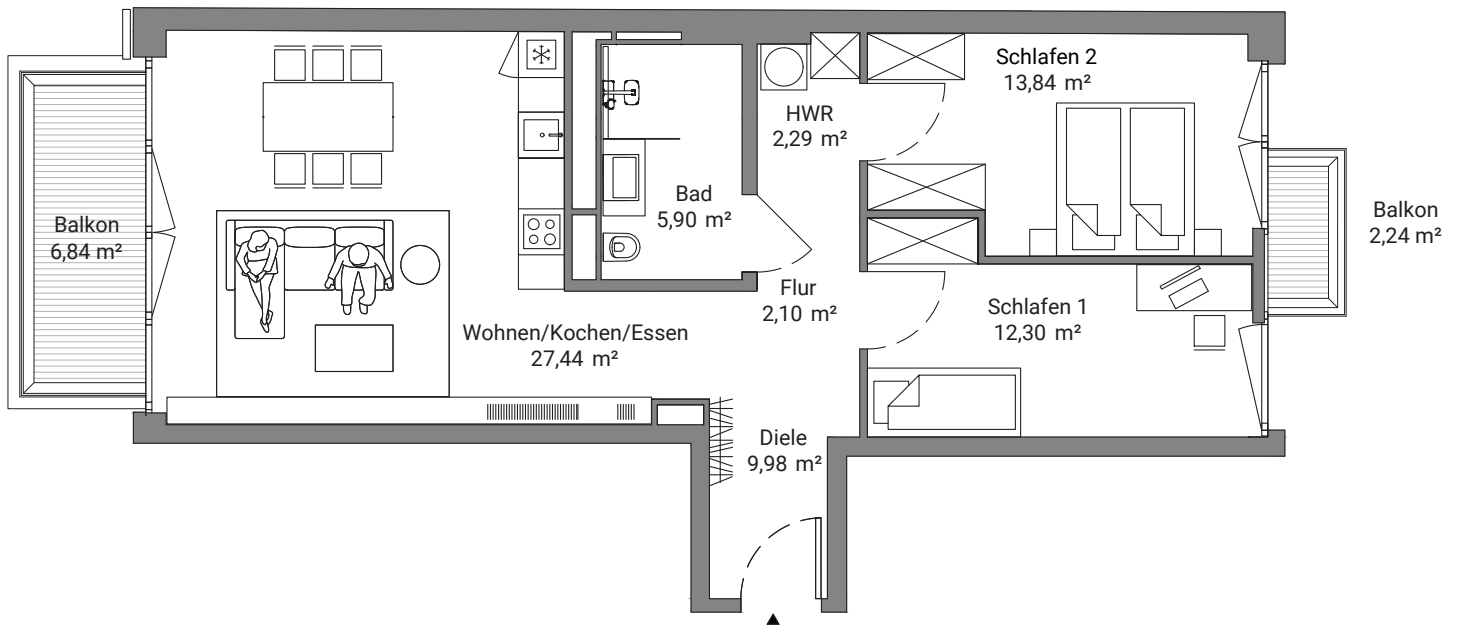 Schlafen 2
13,84 m²
HWR
2,29 m²
Bad
5,90 m²
Balkon
6,84 m²
Balkon
2,24 m²
Flur
2,10 m²
Schlafen 1
12,30 m²
Wohnen/Kochen/Essen
27,44 m²
Diele
9,98 m²